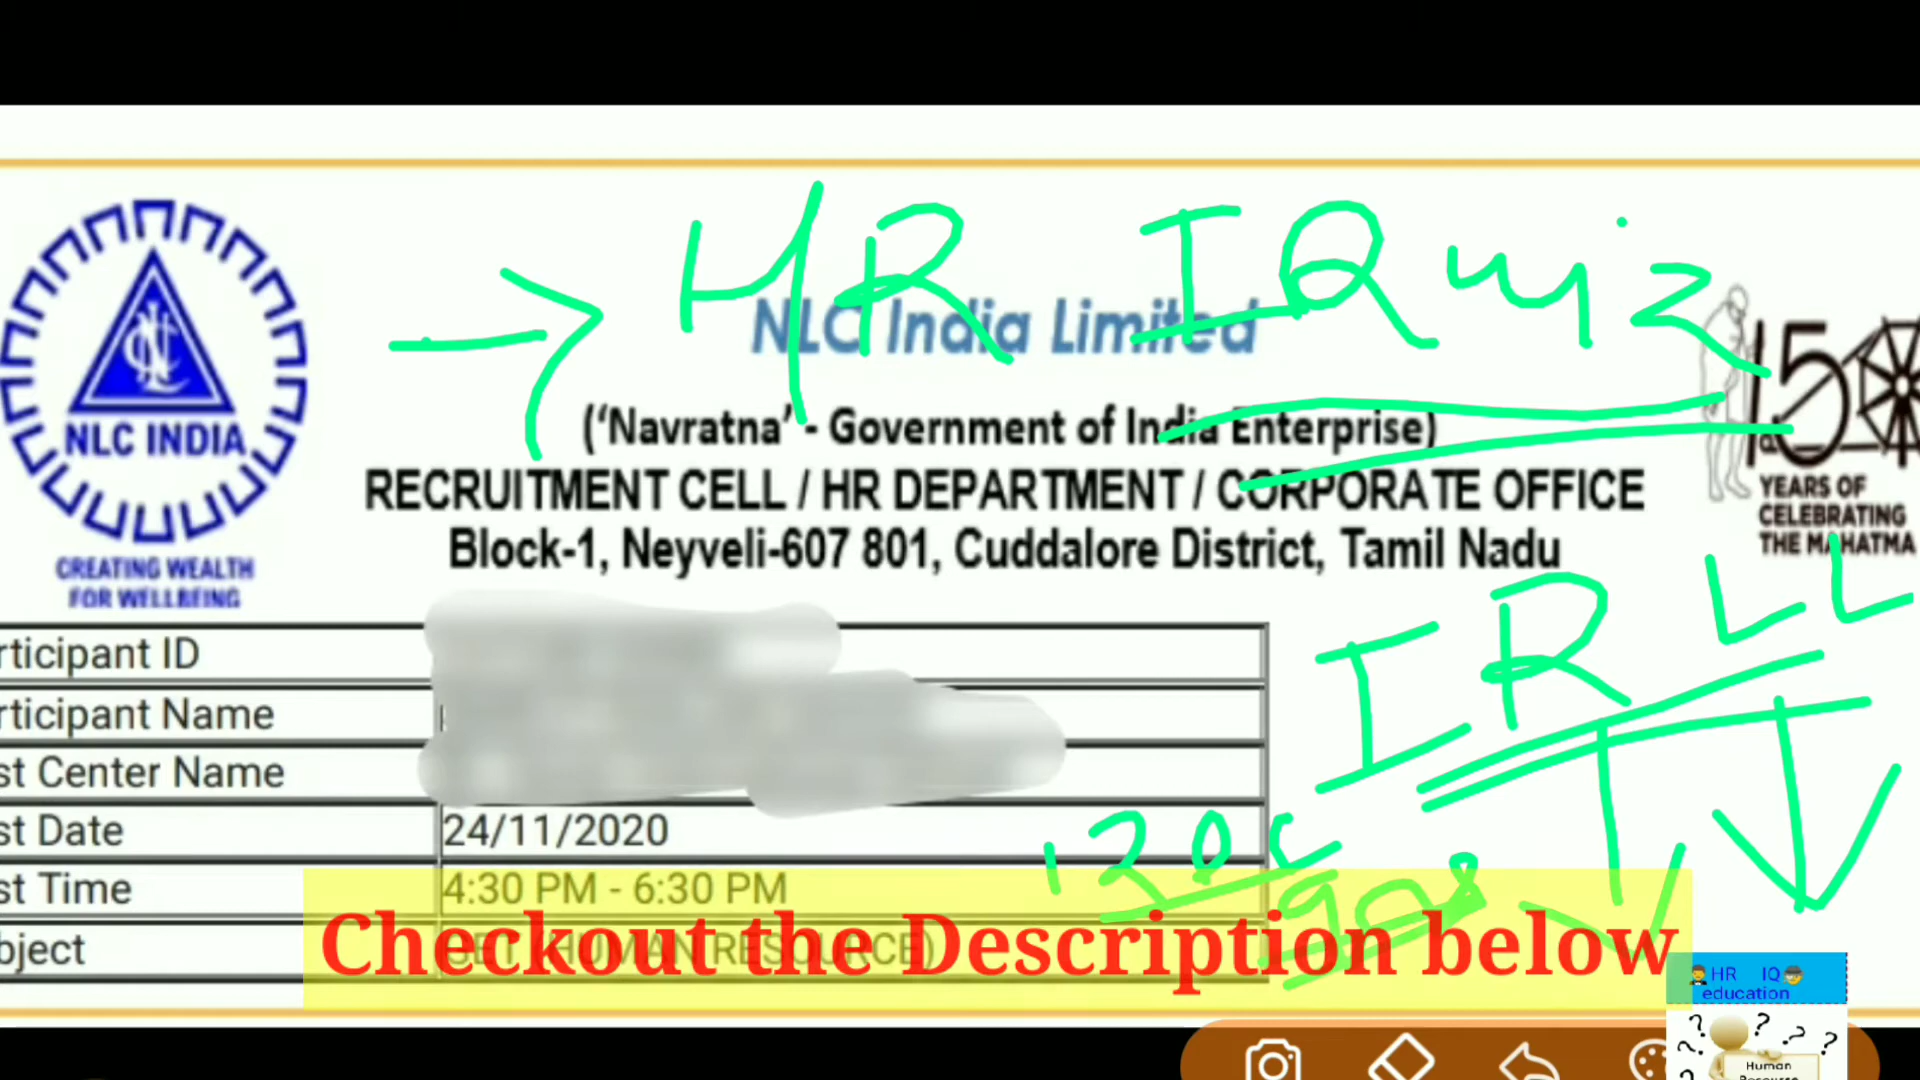 HR IQuiz
NLC India Limited
('Navratna' - Government of India Enterprise)
RECRUITMENT CELL / HR DEPARTMENT / CORPORATE OFFICE
Block-1, Neyveli-607 801, Cuddalore District, Tamil Nadu
NLC INDIA
CREATING WEALTH
FOR WELLBEING
150
YEARS OF
CELEBRATING
THE MAHATMA
IR LL
rticipant ID
rticipant Name
st Center Name
st Date 24/11/2020
st Time 4:30 PM - 6:30 PM
bject GET (HUMAN RESOURCE)
Checkout the Description below
HR IQ
education
Human